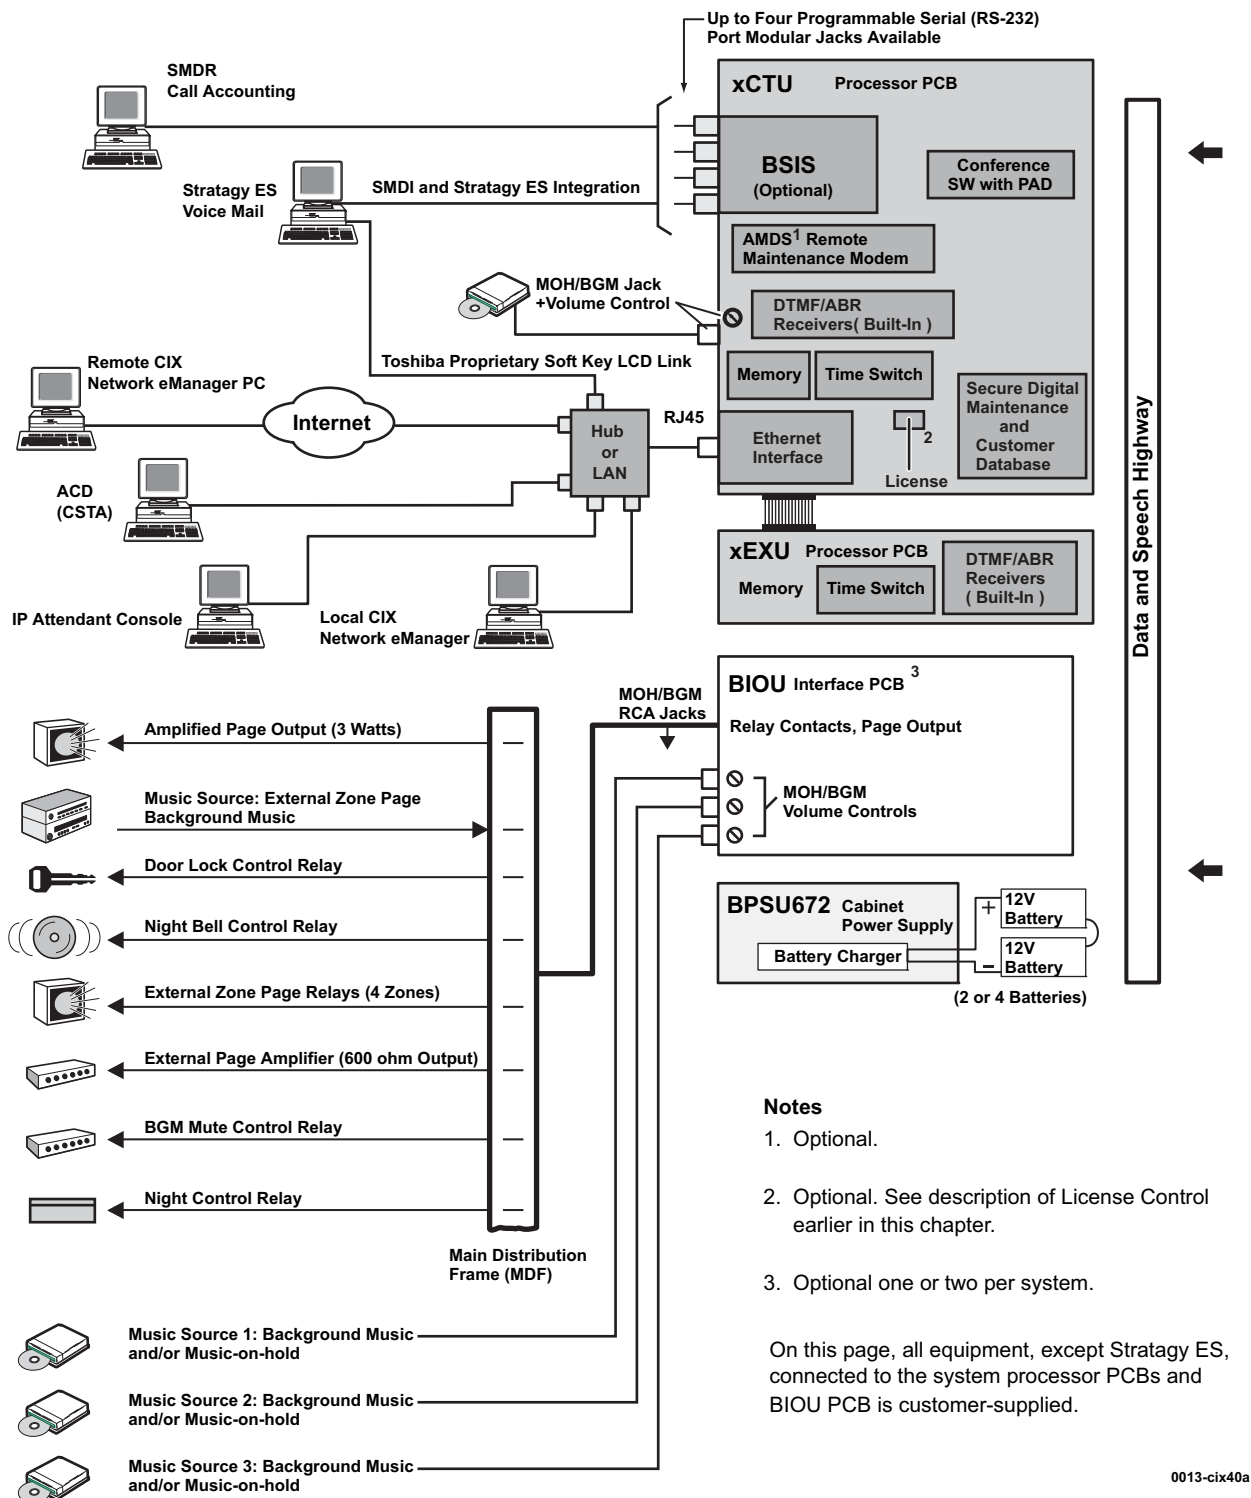 Up to Four Programmable Serial (RS-232)
Port Modular Jacks Available
SMDR
Call Accounting
xCTU Processor PCB
BSIS
(Optional)
Conference
SW with PAD
Stratagy ES
Voice Mail
SMDI and Stratagy ES Integration
AMDS1 Remote
Maintenance Modem
MOH/BGM Jack
+Volume Control
DTMF/ABR
Receivers( Built-In )
Remote CIX
Network eManager PC
Toshiba Proprietary Soft Key LCD Link
Memory
Time Switch
Secure Digital
Maintenance
and
Customer
Database
Internet
Hub
or
LAN
RJ45
Ethernet
Interface
2
License
ACD
(CSTA)
Data and Speech Highway
xEXU Processor PCB
Memory
Time Switch
DTMF/ABR
Receivers
( Built-In )
IP Attendant Console
Local CIX
Network eManager
BIOU Interface PCB 3
MOH/BGM
RCA Jacks
Relay Contacts, Page Output
MOH/BGM
Volume Controls
Amplified Page Output (3 Watts)
Music Source: External Zone Page
Background Music
Door Lock Control Relay
Night Bell Control Relay
External Zone Page Relays (4 Zones)
External Page Amplifier (600 ohm Output)
BGM Mute Control Relay
Night Control Relay
Main Distribution
Frame (MDF)
BPSU672 Cabinet
Power Supply
Battery Charger
+
12V
Battery
–
12V
Battery
(2 or 4 Batteries)
Notes
1. Optional.
2. Optional. See description of License Control
earlier in this chapter.
3. Optional one or two per system.
On this page, all equipment, except Stratagy ES,
connected to the system processor PCBs and
BIOU PCB is customer-supplied.
Music Source 1: Background Music
and/or Music-on-hold
Music Source 2: Background Music
and/or Music-on-hold
Music Source 3: Background Music
and/or Music-on-hold
0013-cix40a